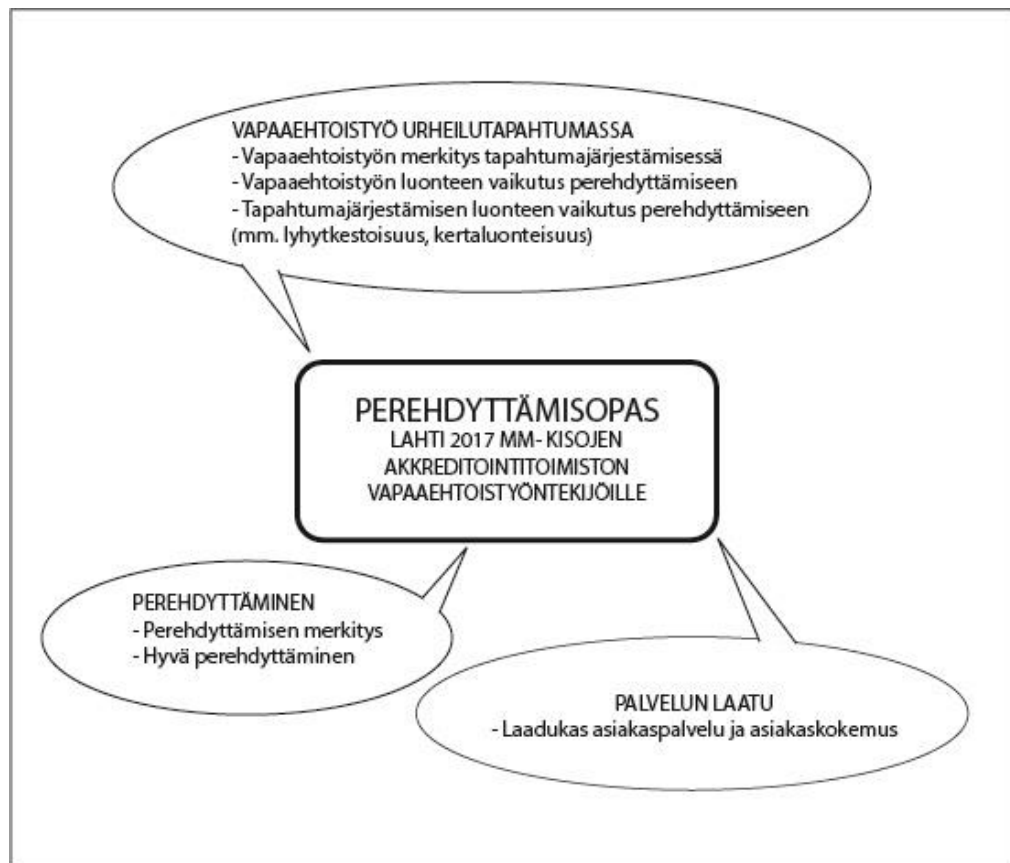 VAPAAEHTOISTYÖ URHEILUTAPAHTUMASSA
- Vapaaehtoistyön merkitys tapahtumajärjestämisessä
- Vapaaehtoistyön luonteen vaikutus perehdyttämiseen
- Tapahtumajärjestämisen luonteen vaikutus perehdyttämiseen
(mm. lyhytkestoisuus, kertaluonteisuus)
PEREHDYTTÄMISOPAS
LAHTI 2017 MM- KISOJEN
AKKREDITOINTITOIMISTON
VAPAAEHTOISTYÖNTEKIJÖILLE
PEREHDYTTÄMINEN
- Perehdyttämisen merkitys
- Hyvä perehdyttäminen
PALVELUN LAATU
- Laadukas asiakaspalvelu ja asiakaskokemus